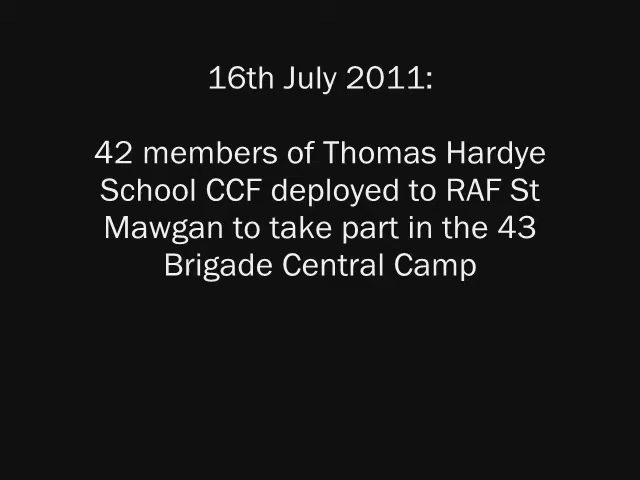 16th July 2011:
42 members of Thomas Hardye
School CCF deployed to RAF St
Mawgan to take part in the 43
Brigade Central Camp